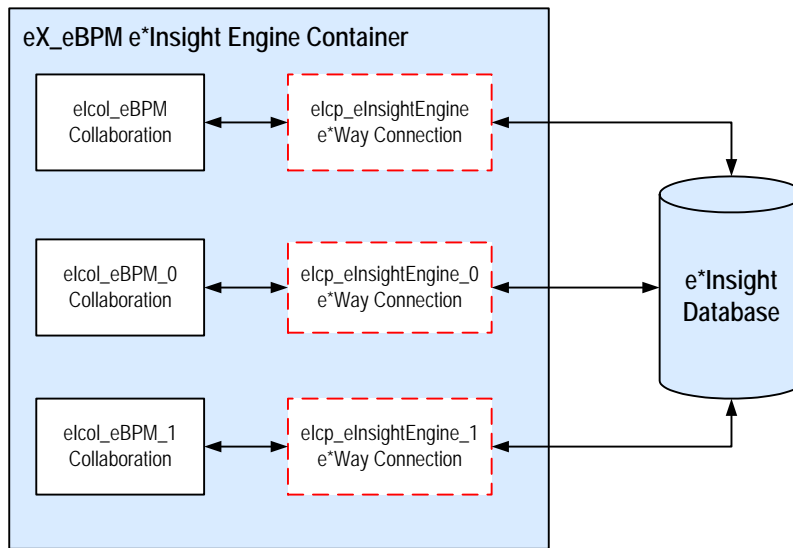 eX_eBPM e*Insight Engine Container
eIcol_eBPM
Collaboration
eIcp_eInsightEngine
e*Way Connection
eIcol_eBPM_0
Collaboration
eIcp_eInsightEngine_0
e*Way Connection
e*Insight
Database
eIcol_eBPM_1
Collaboration
eIcp_eInsightEngine_1
e*Way Connection